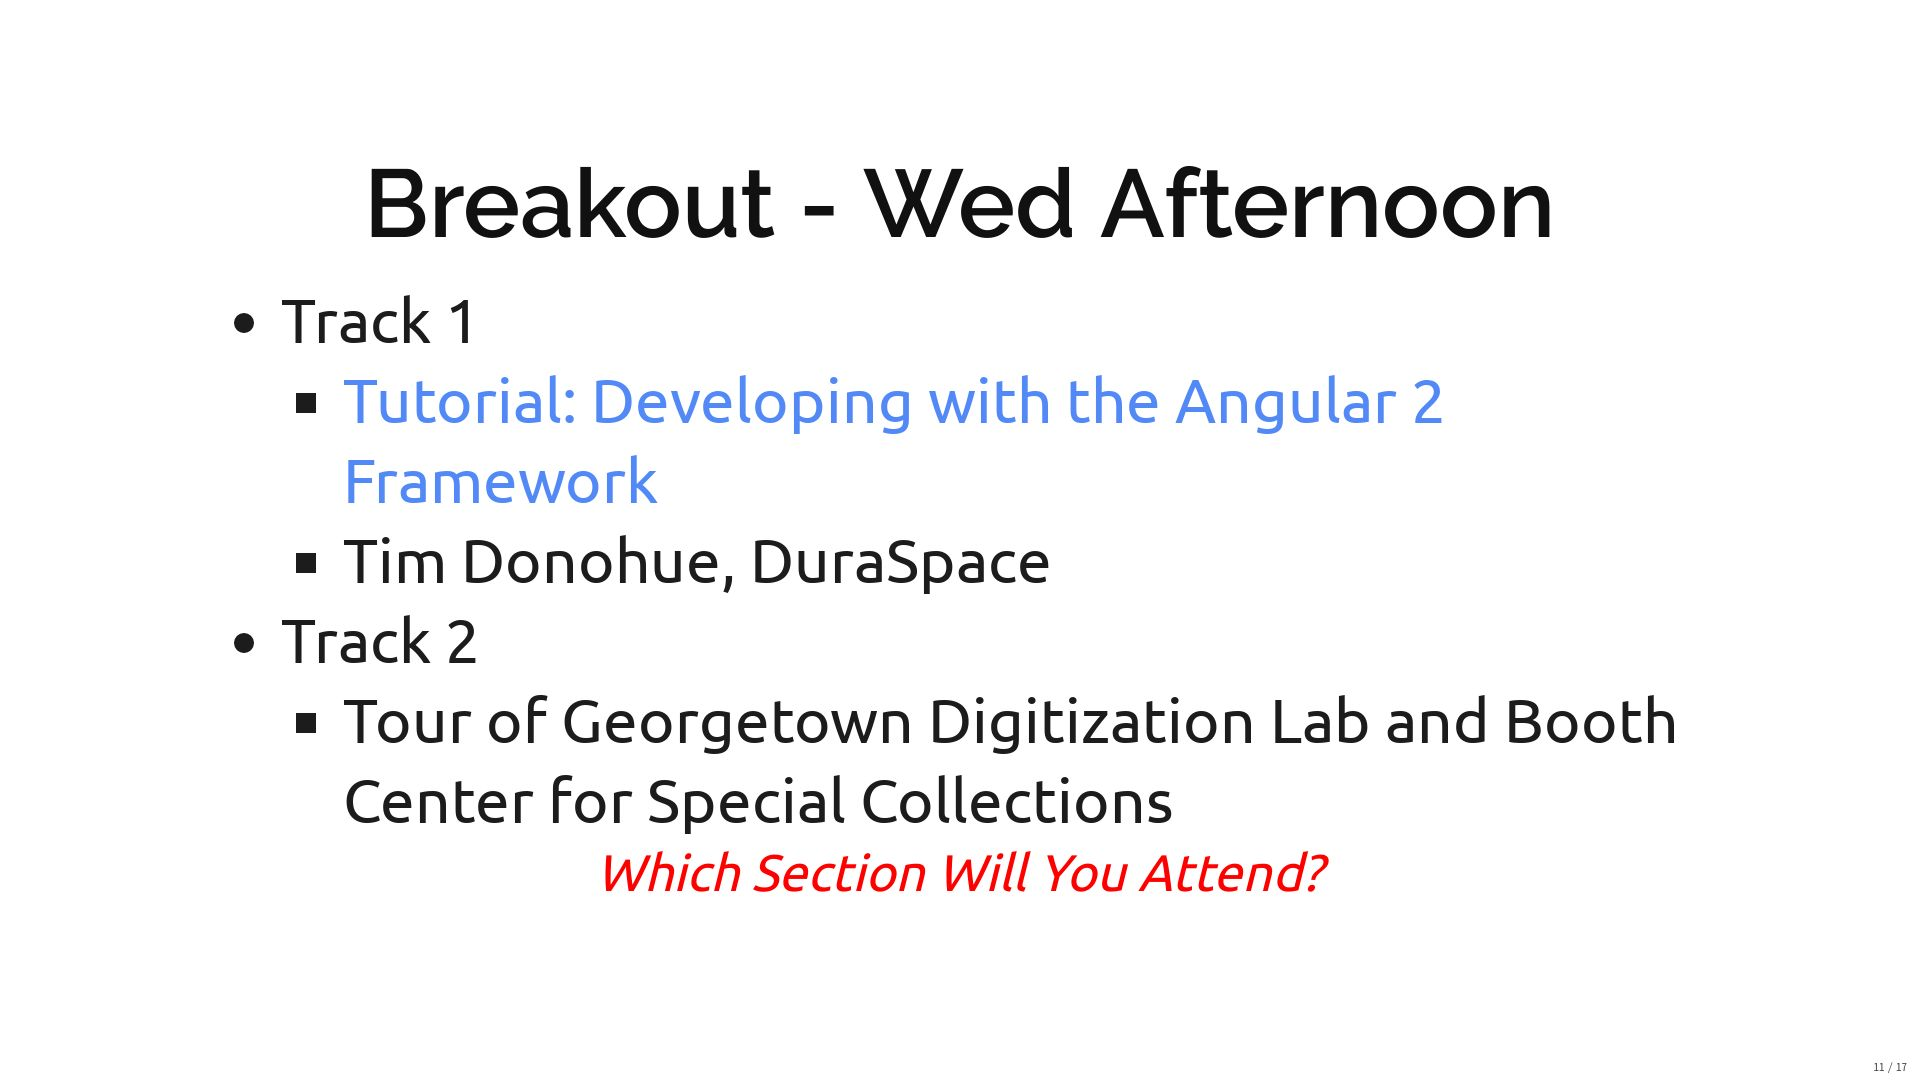 Breakout - Wed Afternoon
Track 1
Tutorial: Developing with the Angular 2
Framework
Tim Donohue, DuraSpace
Track 2
Tour of Georgetown Digitization Lab and Booth
Center for Special Collections
Which Section Will You Attend?
11 / 17